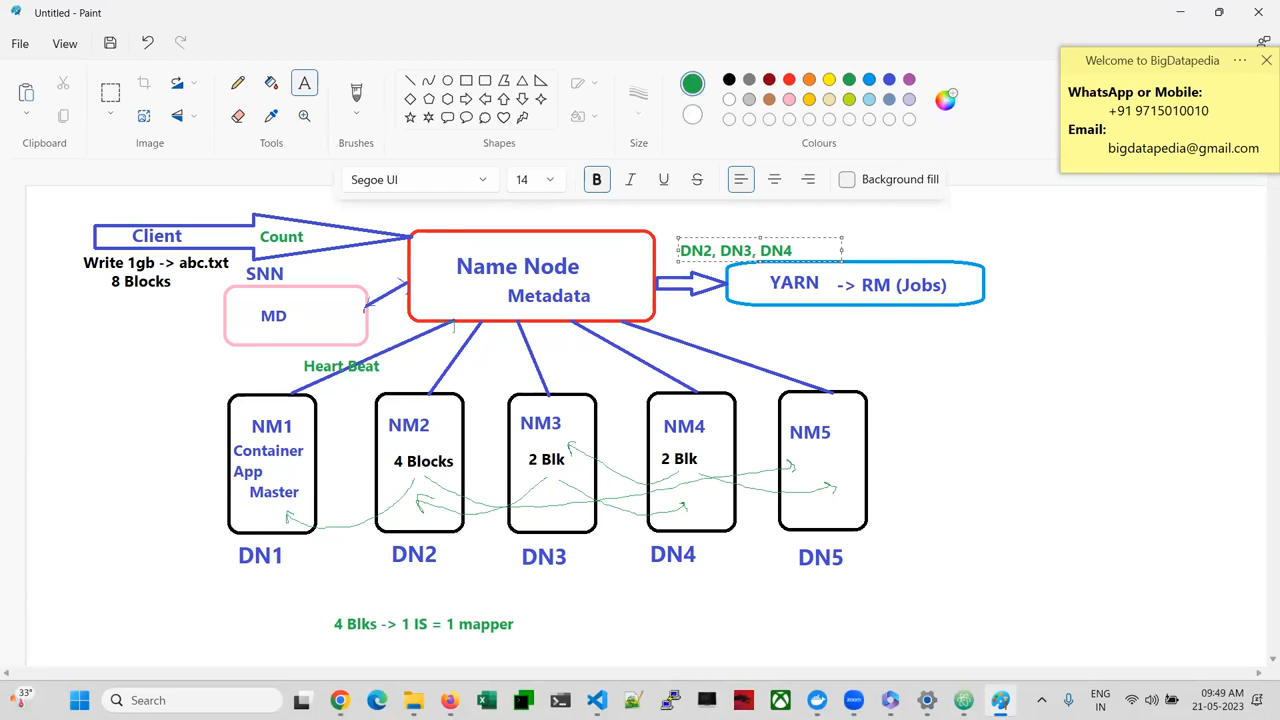 Untitled - Paint
File
View
Clipboard
Image
Tools
Brushes
Shapes
Size
Colours
A
Welcome to BigDatapedia
WhatsApp or Mobile:
+91 9715010010
Email:
bigdatapedia@gmail.com
Segoe UI
14
B
I
U
S
Background fill
Client
Count
Write 1gb -> abc.txt
8 Blocks
SNN
MD
Name Node
Metadata
DN2, DN3, DN4
YARN -> RM (Jobs)
Heart Beat
NM1
Container
App
Master
NM2
4 Blocks
NM3
2 Blk
NM4
2 Blk
NM5
DN1
DN2
DN3
DN4
DN5
4 Blks -> 1 IS = 1 mapper
33°
Search
ENG
IN
09:49 AM
21-05-2023